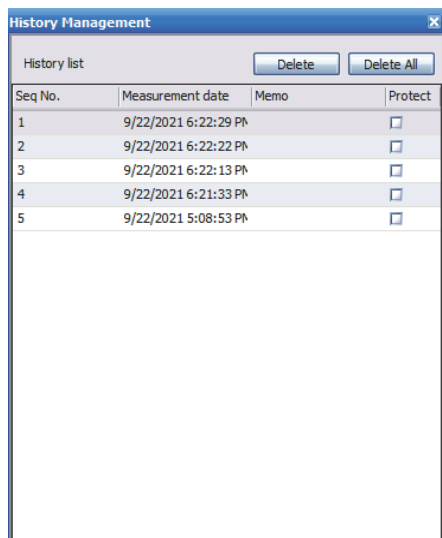 History Management
History list Delete Delete All
Seq No. Measurement date Memo Protect
1 9/22/2021 6:22:29 PM
2 9/22/2021 6:22:22 PM
3 9/22/2021 6:22:13 PM
4 9/22/2021 6:21:33 PM
5 9/22/2021 5:08:53 PM